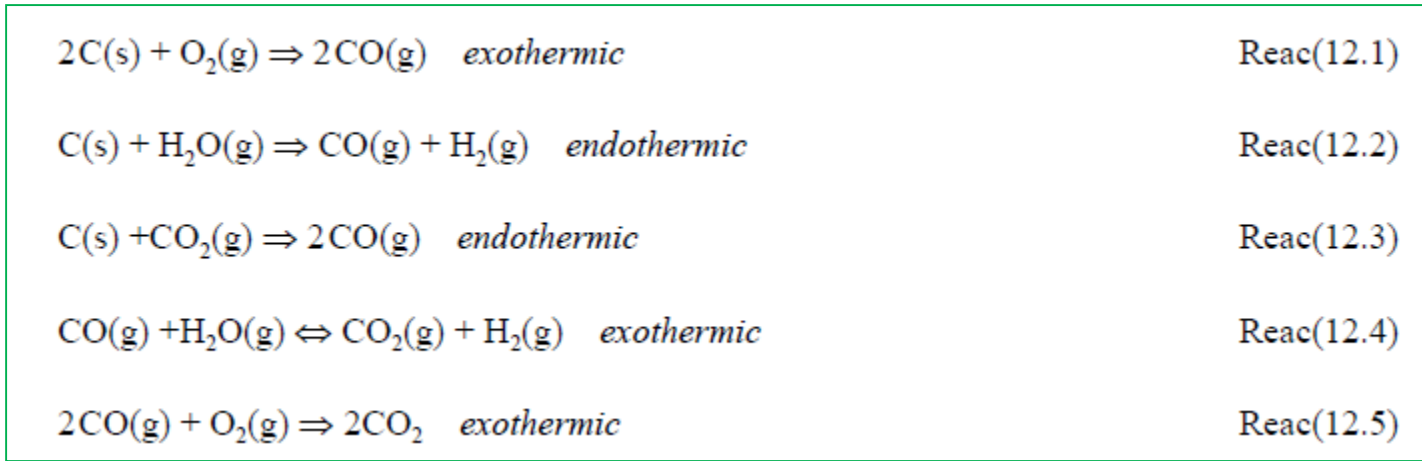 2C(s) + O₂(g) ⇒ 2CO(g) exothermic Reac(12.1)
C(s) + H₂O(g) ⇒ CO(g) + H₂(g) endothermic Reac(12.2)
C(s) +CO₂(g) ⇒ 2CO(g) endothermic Reac(12.3)
CO(g) +H₂O(g) ⇔ CO₂(g) + H₂(g) exothermic Reac(12.4)
2CO(g) + O₂(g) ⇒ 2CO₂ exothermic Reac(12.5)